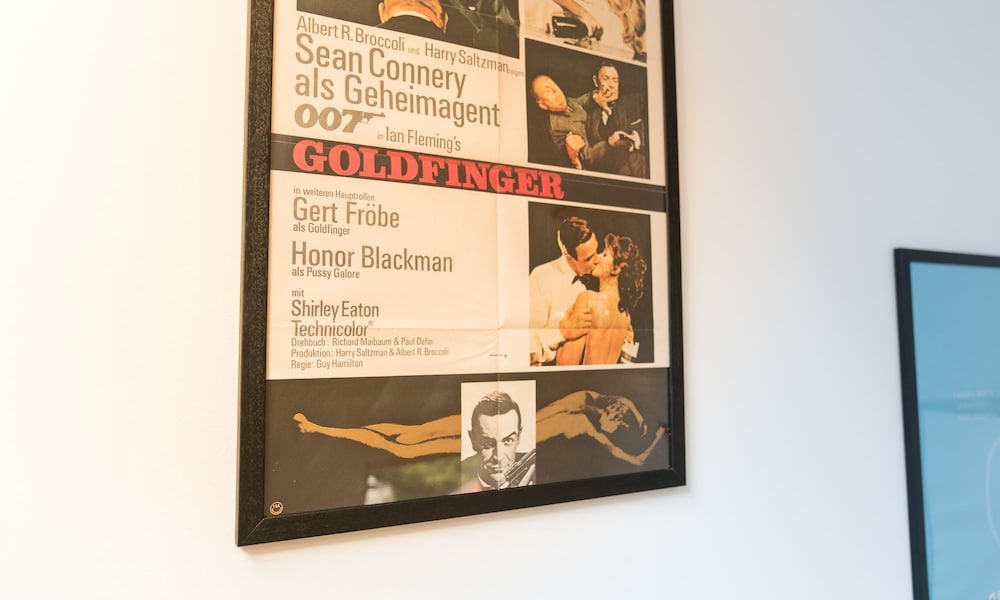 Albert R. Broccoli und Harry Saltzman zeigen
Sean Connery
als Geheimagent
007 in Ian Fleming's
GOLDFINGER
in weiteren Hauptrollen
Gert Fröbe
als Goldfinger
Honor Blackman
als Pussy Galore
mit
Shirley Eaton
Technicolor®
Drehbuch: Richard Maibaum & Paul Dehn
Produktion: Harry Saltzman & Albert R. Broccoli
Regie: Guy Hamilton